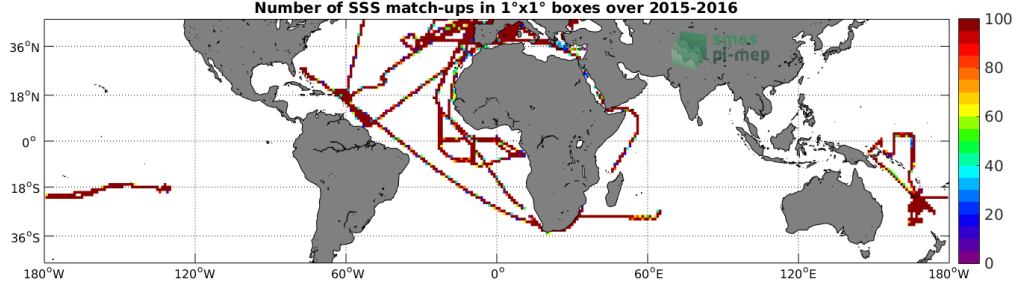 Number of SSS match-ups in 1°x1° boxes over 2015-2016
smos
pi-mep
36°N
18°N
0°
18°S
36°S
180°W
120°W
60°W
0°
60°E
120°E
180°W
100
80
60
40
20
0